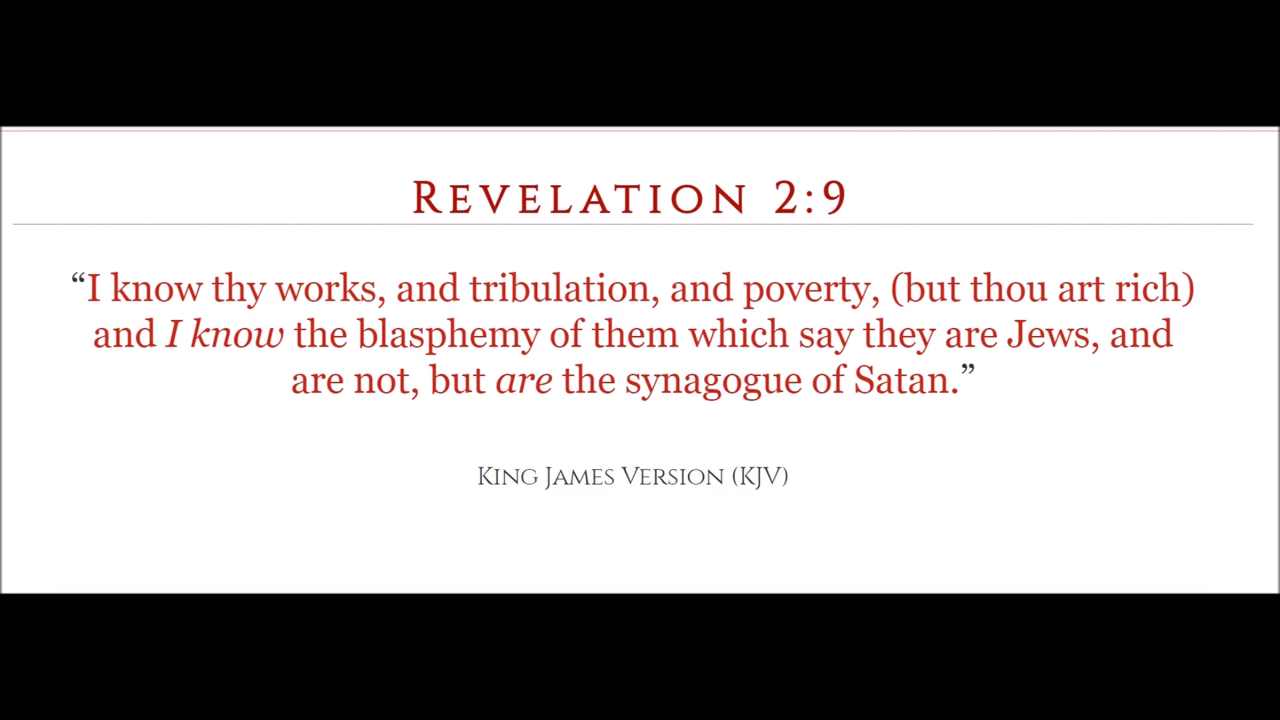 REVELATION 2:9
“I know thy works, and tribulation, and poverty, (but thou art rich)
and I know the blasphemy of them which say they are Jews, and
are not, but are the synagogue of Satan.”
KING JAMES VERSION (KJV)